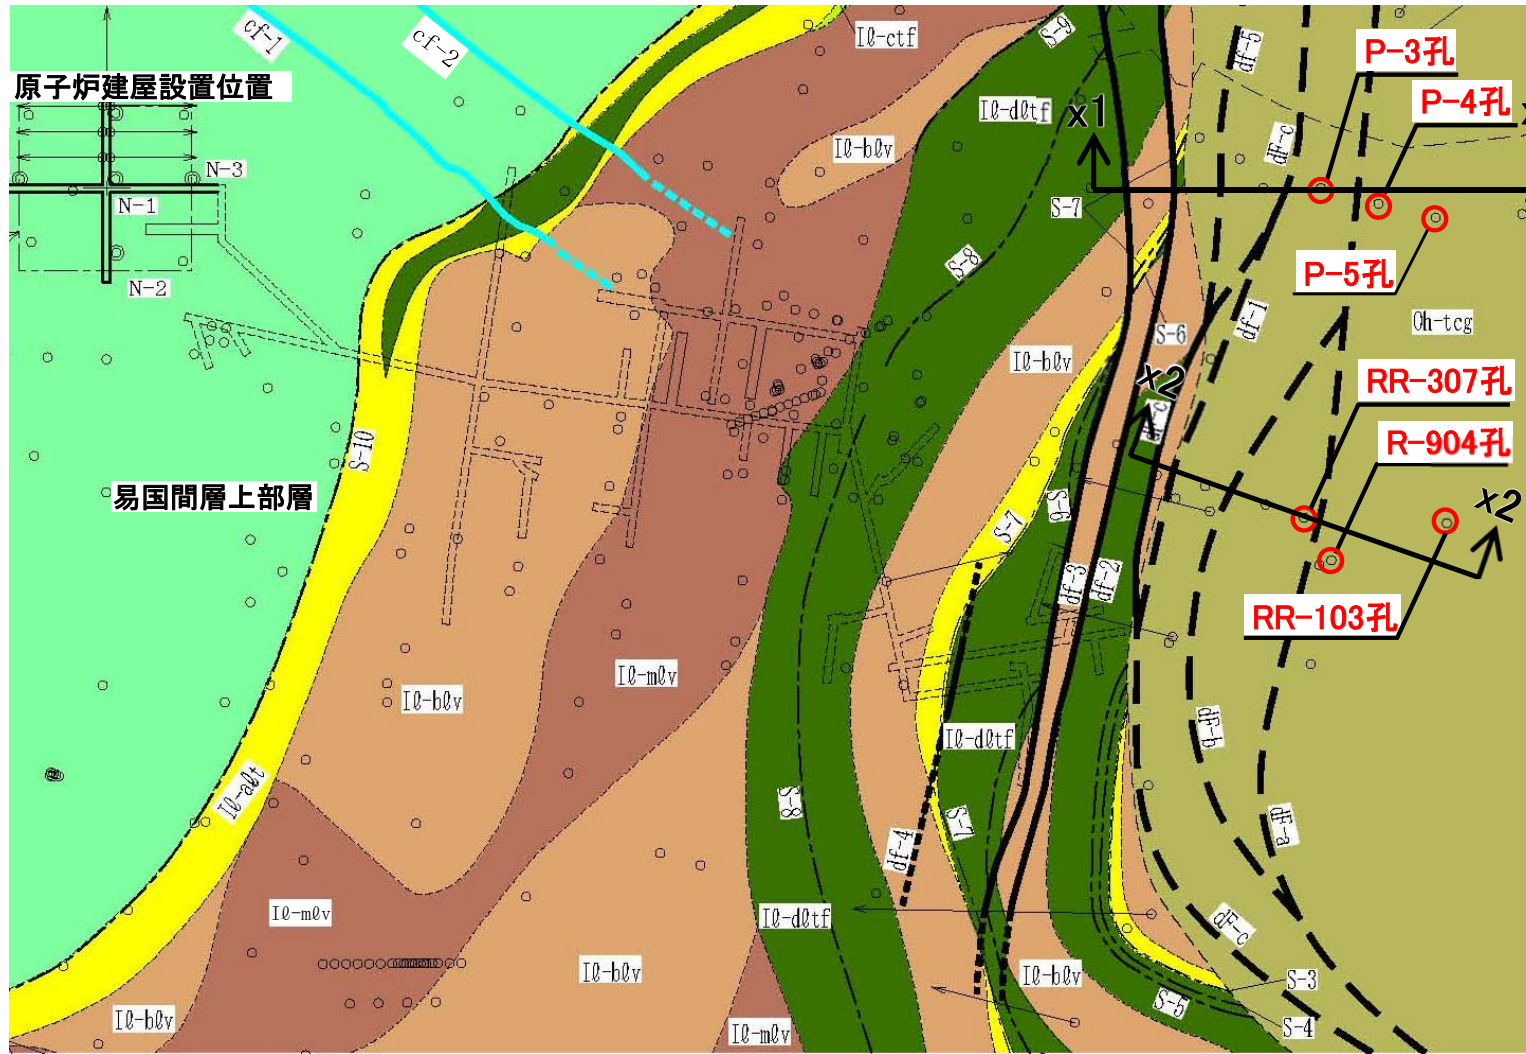 cf-1
cf-2
Iℓ-ctf
S-9
df-5
P-3孔
原子炉建屋設置位置
P-4孔
Iℓ-dℓtf
x1
Iℓ-bℓv
dF-c
N-3
N-1
S-7
S-8
P-5孔
N-2
df-1
Oh-tcg
S-6
Iℓ-bℓv
x2
RR-307孔
dF-c
R-904孔
S-10
易国間層上部層
S-6
x2
S-7
df-3
df-2
RR-103孔
Iℓ-mℓv
Iℓ-bℓv
Iℓ-dℓtf
dF-b
Iℓ-aℓt
S-8
S-7
dF-a
df-4
Iℓ-mℓv
Iℓ-dℓtf
dF-c
Iℓ-bℓv
Iℓ-bℓv
S-3
S-5
S-4
Iℓ-bℓv
Iℓ-mℓv